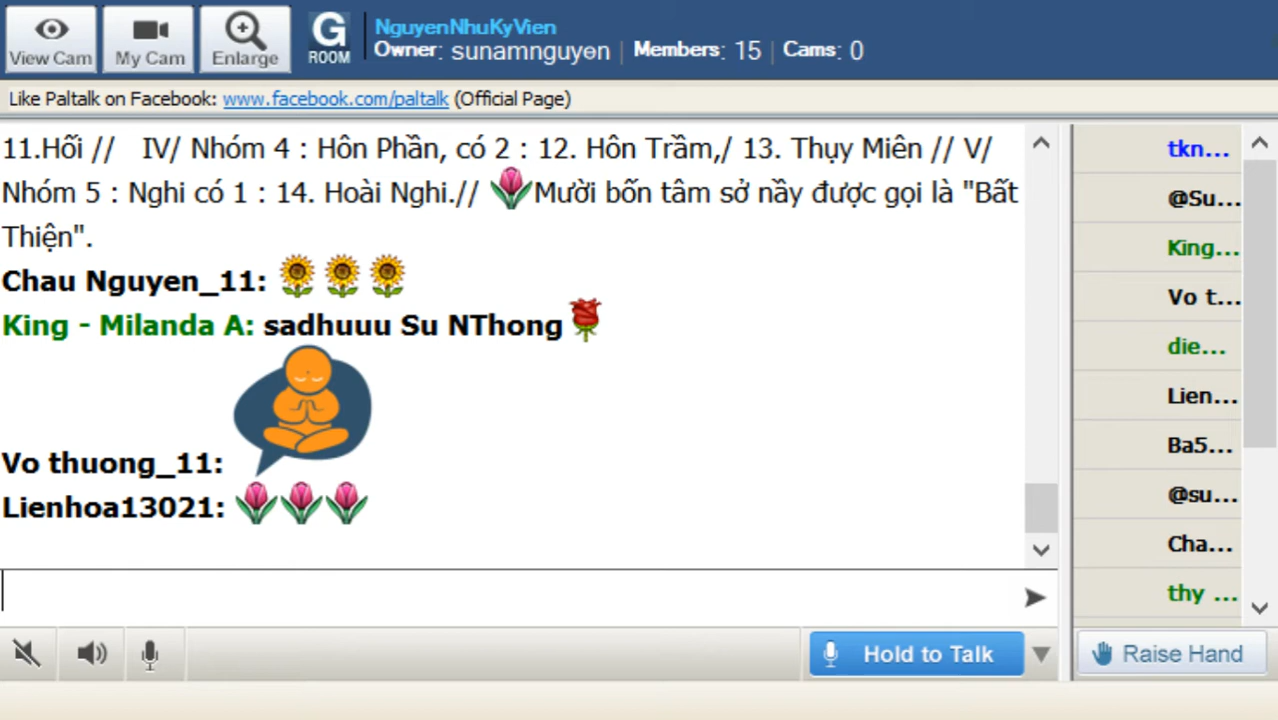 View Cam
My Cam
Enlarge
G
ROOM
NguyenNhuKyVien
Owner: sunamnguyen | Members: 15 | Cams: 0
Like Paltalk on Facebook: www.facebook.com/paltalk (Official Page)
11.Hối // IV/ Nhóm 4 : Hôn Phần, có 2 : 12. Hôn Trầm,/ 13. Thụy Miên // V/
Nhóm 5 : Nghi có 1 : 14. Hoài Nghi.// Mười bốn tâm sở nầy được gọi là "Bất
Thiện".
Chau Nguyen_11:
King - Milanda A: sadhuuu Su NThong
Vo thuong_11:
Lienhoa13021:
tkn...
@Su...
King...
Vo t...
die...
Lien...
Ba5...
@su...
Cha...
thy ...
Hold to Talk
Raise Hand